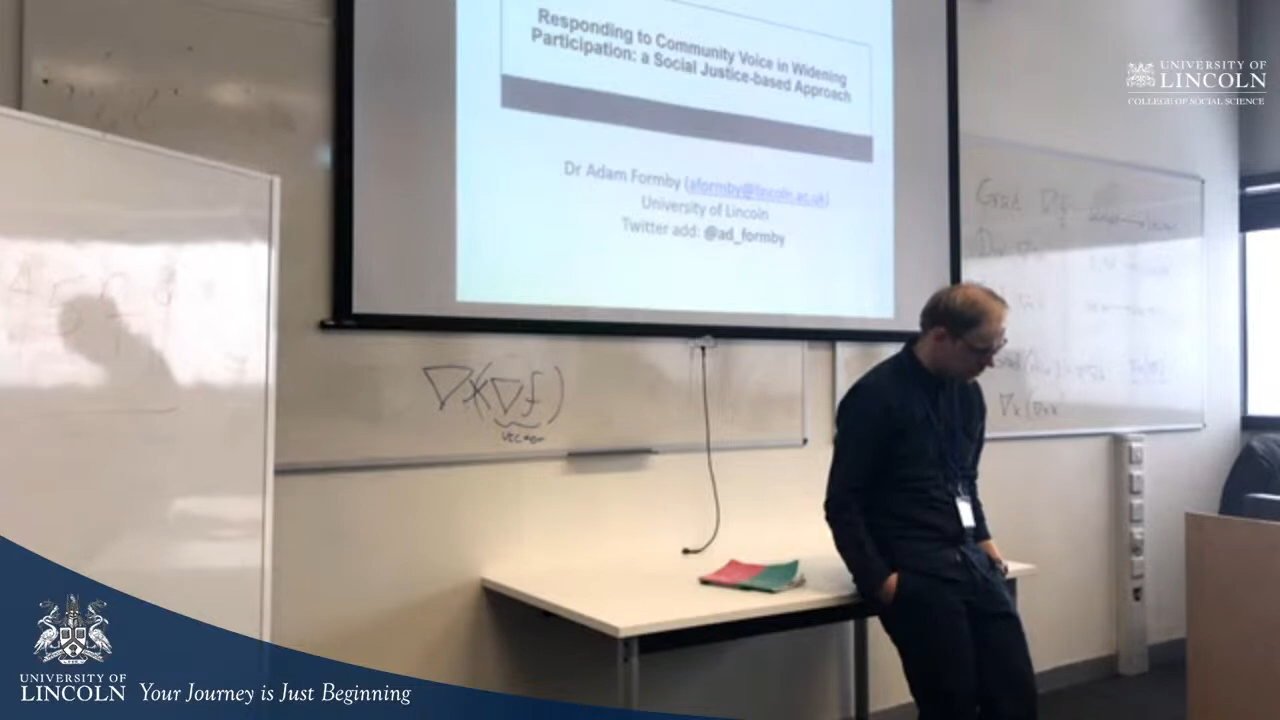 Responding to Community Voice in Widening
Participation: a Social Justice-based Approach
Dr Adam Formby (aformby@lincoln.ac.uk)
University of Lincoln
Twitter add: @ad_formby
UNIVERSITY OF
LINCOLN
COLLEGE OF SOCIAL SCIENCE
Grad ∇f
∇×(∇f)
vector
UNIVERSITY OF
LINCOLN
Your Journey is Just Beginning